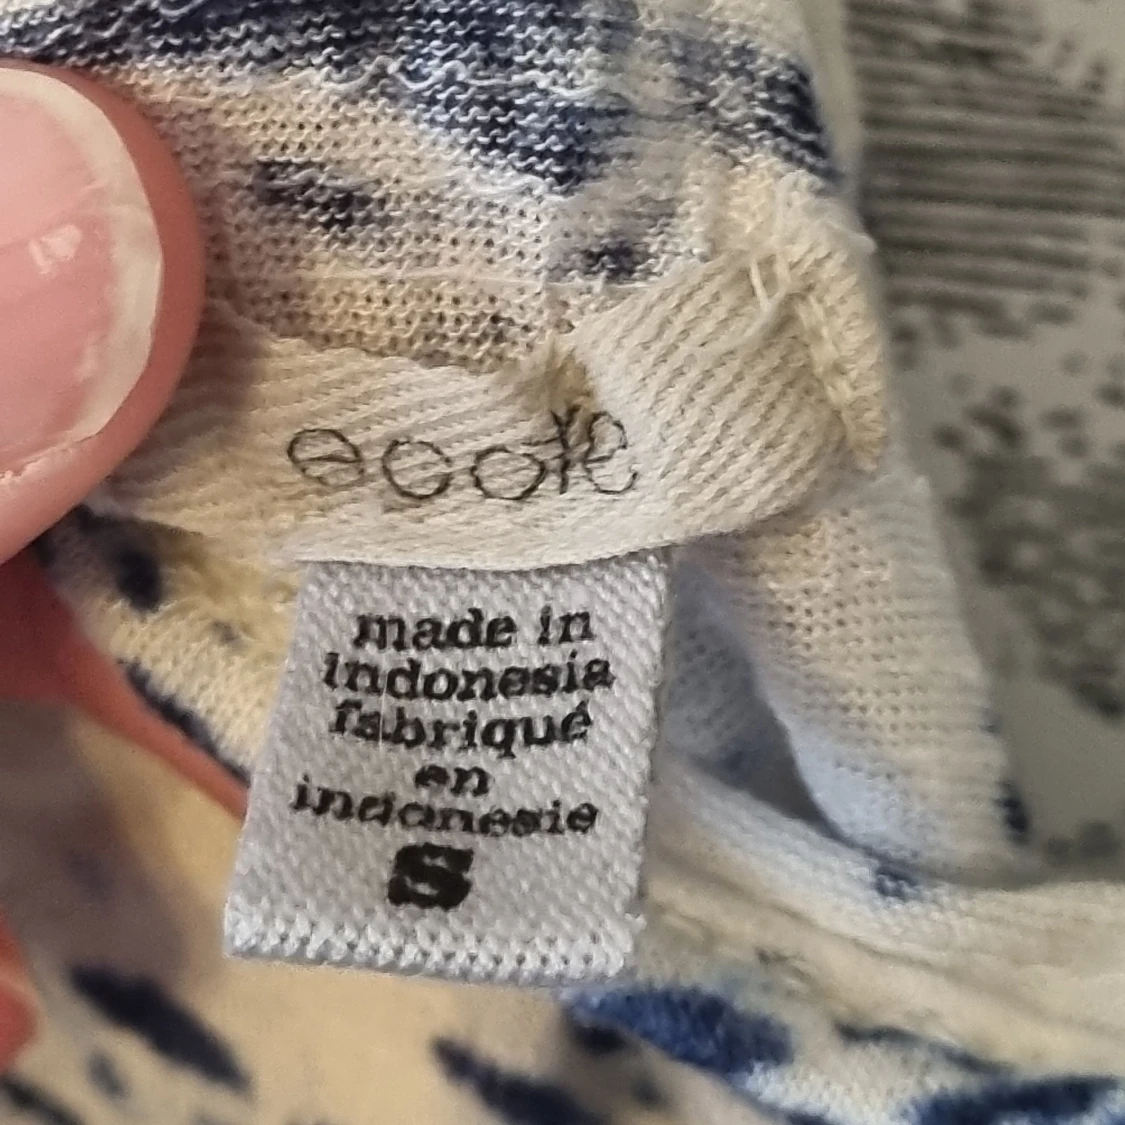 ecote
made in
indonesia
fabriqué
en
indonesie
S